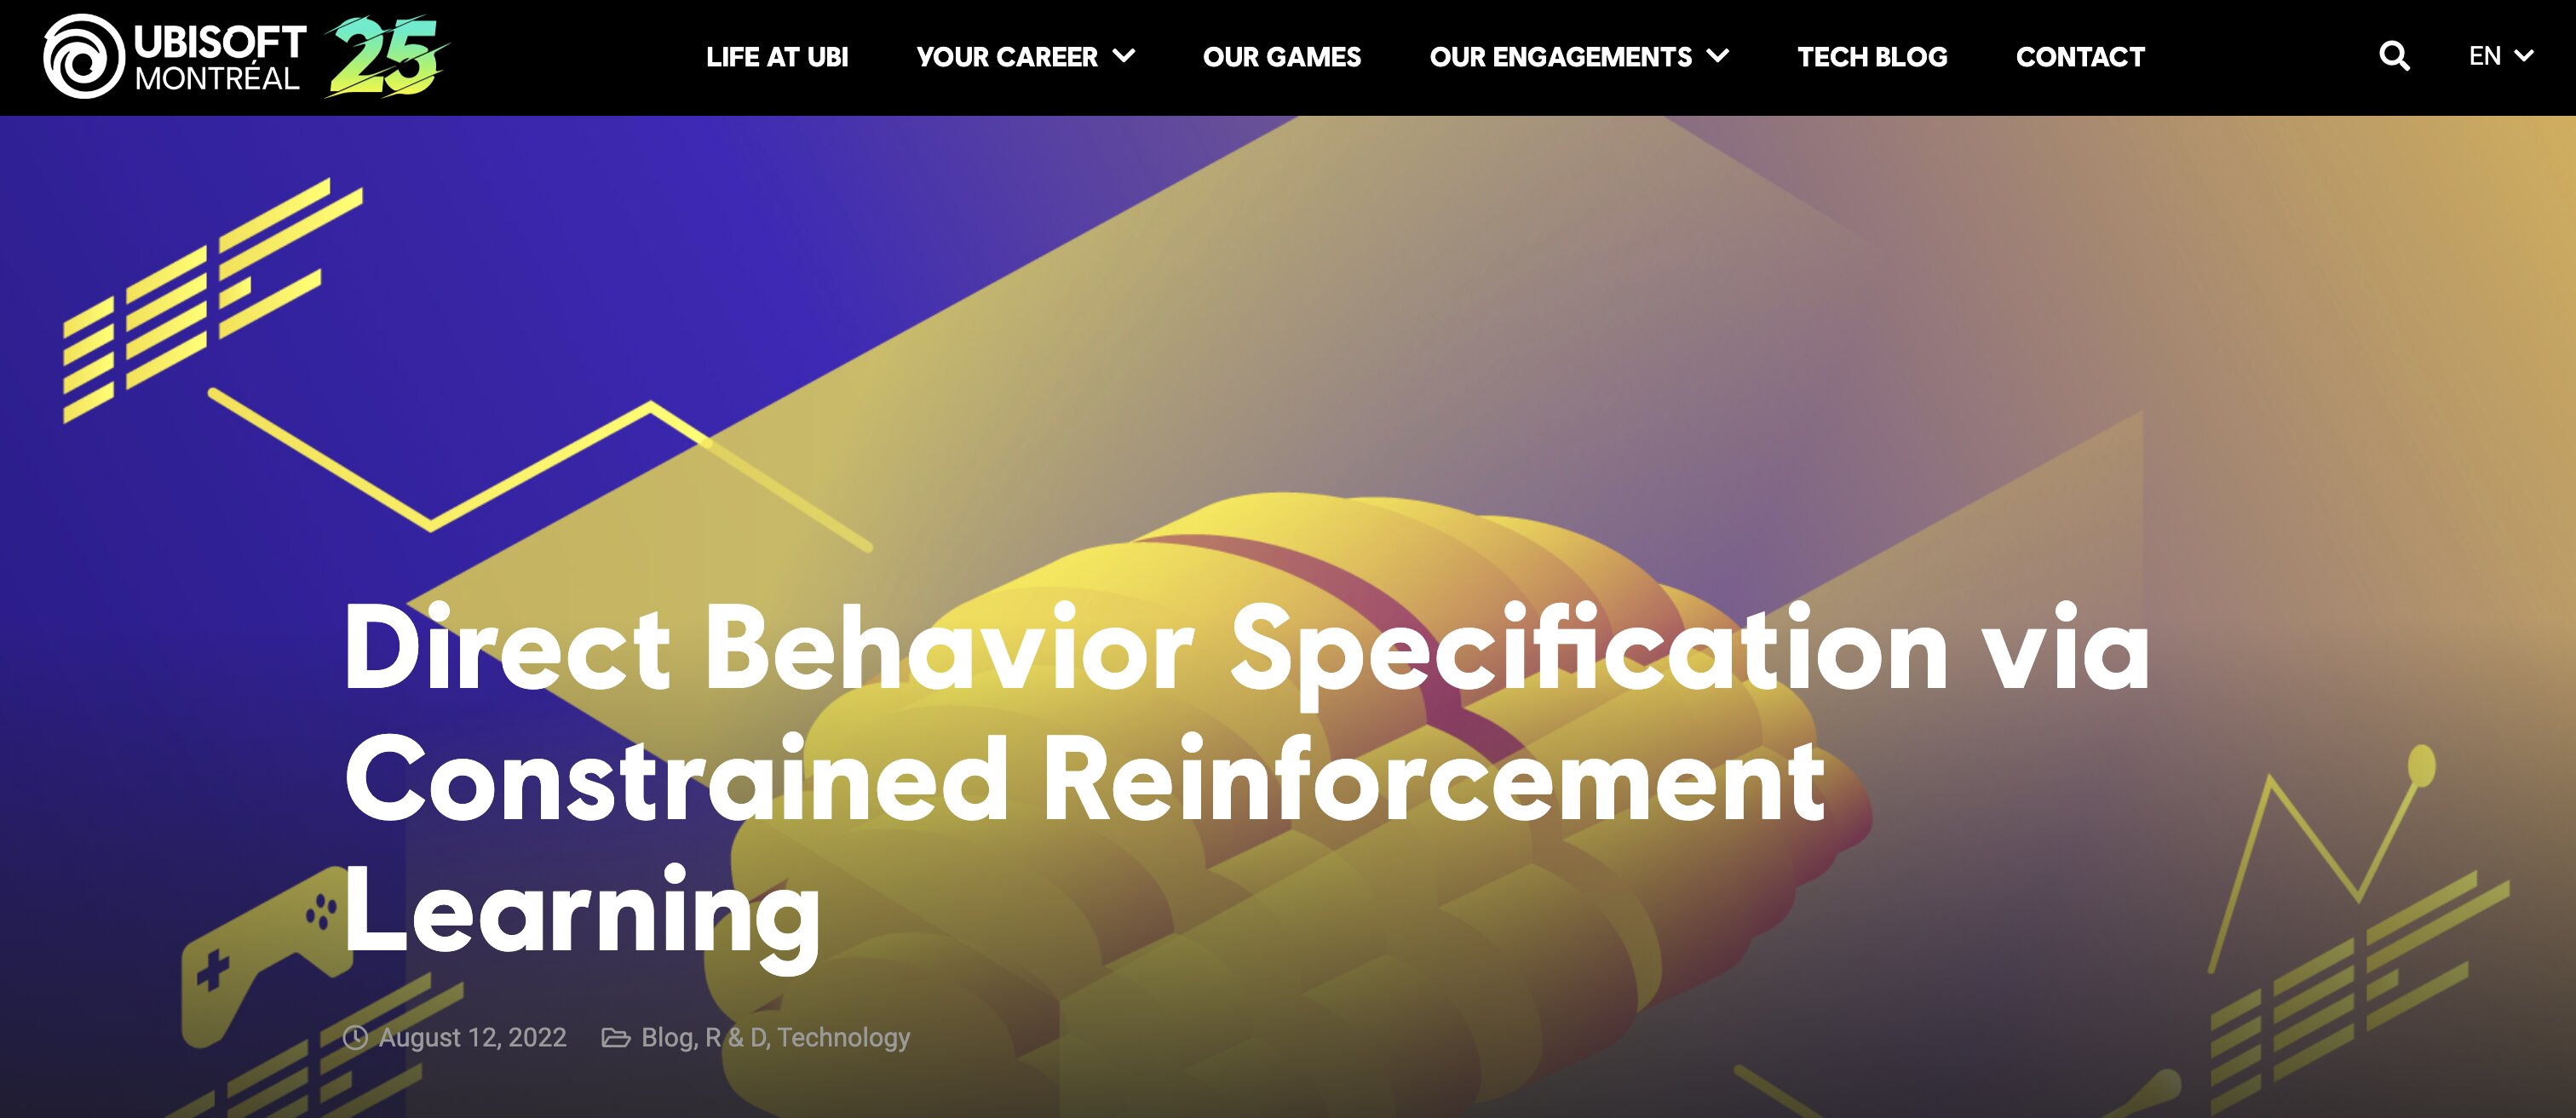 UBISOFT
MONTRÉAL
25
LIFE AT UBI YOUR CAREER OUR GAMES OUR ENGAGEMENTS TECH BLOG CONTACT EN
Direct Behavior Specification via
Constrained Reinforcement
Learning
August 12, 2022 Blog, R & D, Technology